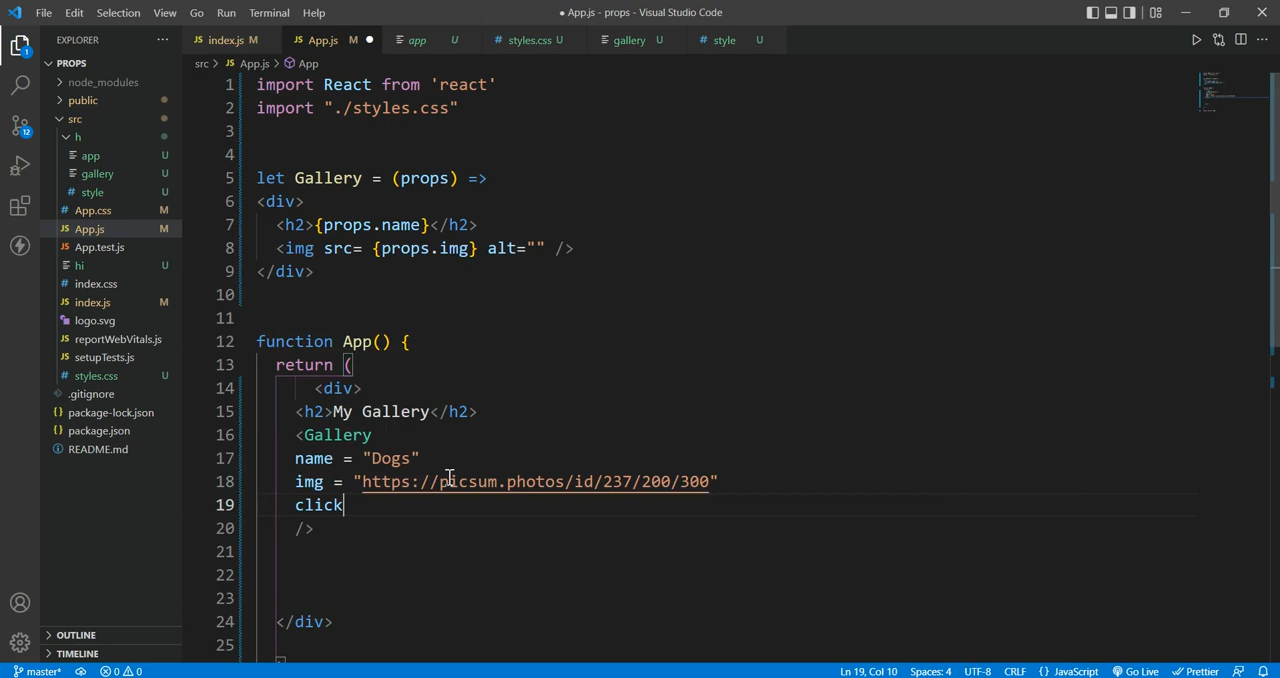 File Edit Selection View Go Run Terminal Help
● App.js - props - Visual Studio Code
EXPLORER
index.js M
App.js M
app U
styles.css U
gallery U
style U
src > App.js > App
PROPS
node_modules
public
src
h
app U
gallery U
style U
App.css M
App.js M
App.test.js
hi U
index.css
index.js M
logo.svg
reportWebVitals.js
setupTests.js
styles.css U
.gitignore
package-lock.json
package.json
README.md
OUTLINE
TIMELINE
1
12
1 import React from 'react'
2 import "./styles.css"
3
4
5 let Gallery = (props) =>
6 <div>
7 <h2>{props.name}</h2>
8 <img src= {props.img} alt="" />
9 </div>
10
11
12 function App() {
13 return (
14 <div>
15 <h2>My Gallery</h2>
16 <Gallery
17 name = "Dogs"
18 img = "https://picsum.photos/id/237/200/300"
19 click
20 />
21
22
23
24 </div>
25
master* 0 0
Ln 19, Col 10 Spaces: 4 UTF-8 CRLF {} JavaScript Go Live Prettier